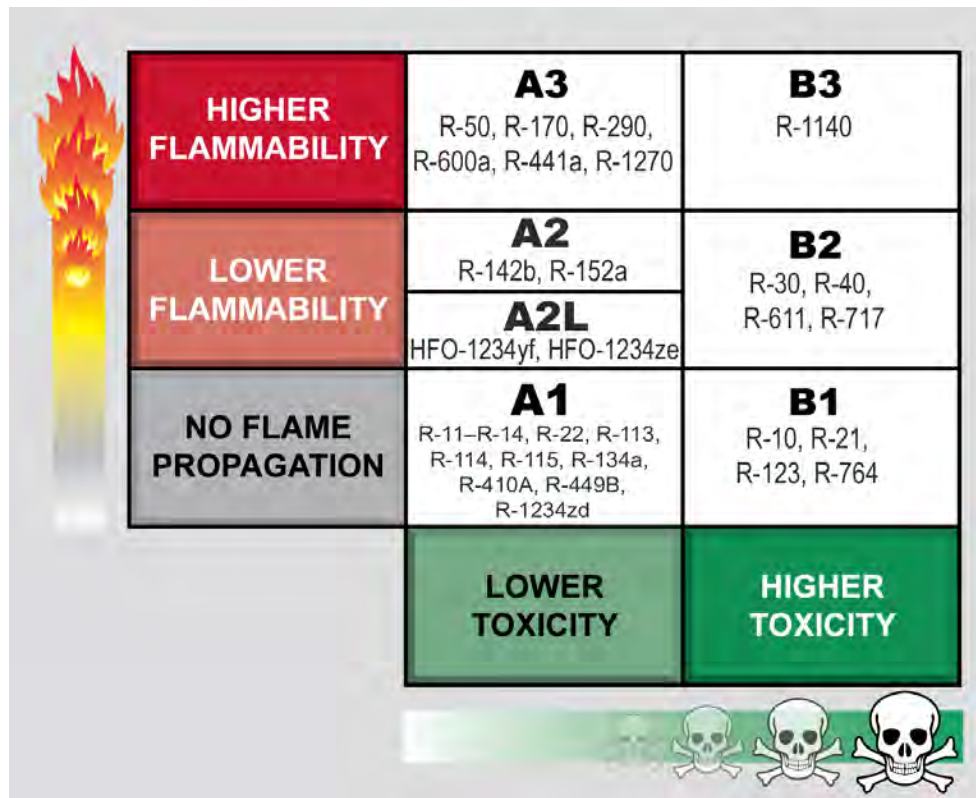 HIGHER
FLAMMABILITY
A3
R-50, R-170, R-290,
R-600a, R-441a, R-1270
B3
R-1140
LOWER
FLAMMABILITY
A2
R-142b, R-152a
A2L
HFO-1234yf, HFO-1234ze
B2
R-30, R-40,
R-611, R-717
NO FLAME
PROPAGATION
A1
R-11–R-14, R-22, R-113,
R-114, R-115, R-134a,
R-410A, R-449B,
R-1234zd
B1
R-10, R-21,
R-123, R-764
LOWER
TOXICITY
HIGHER
TOXICITY